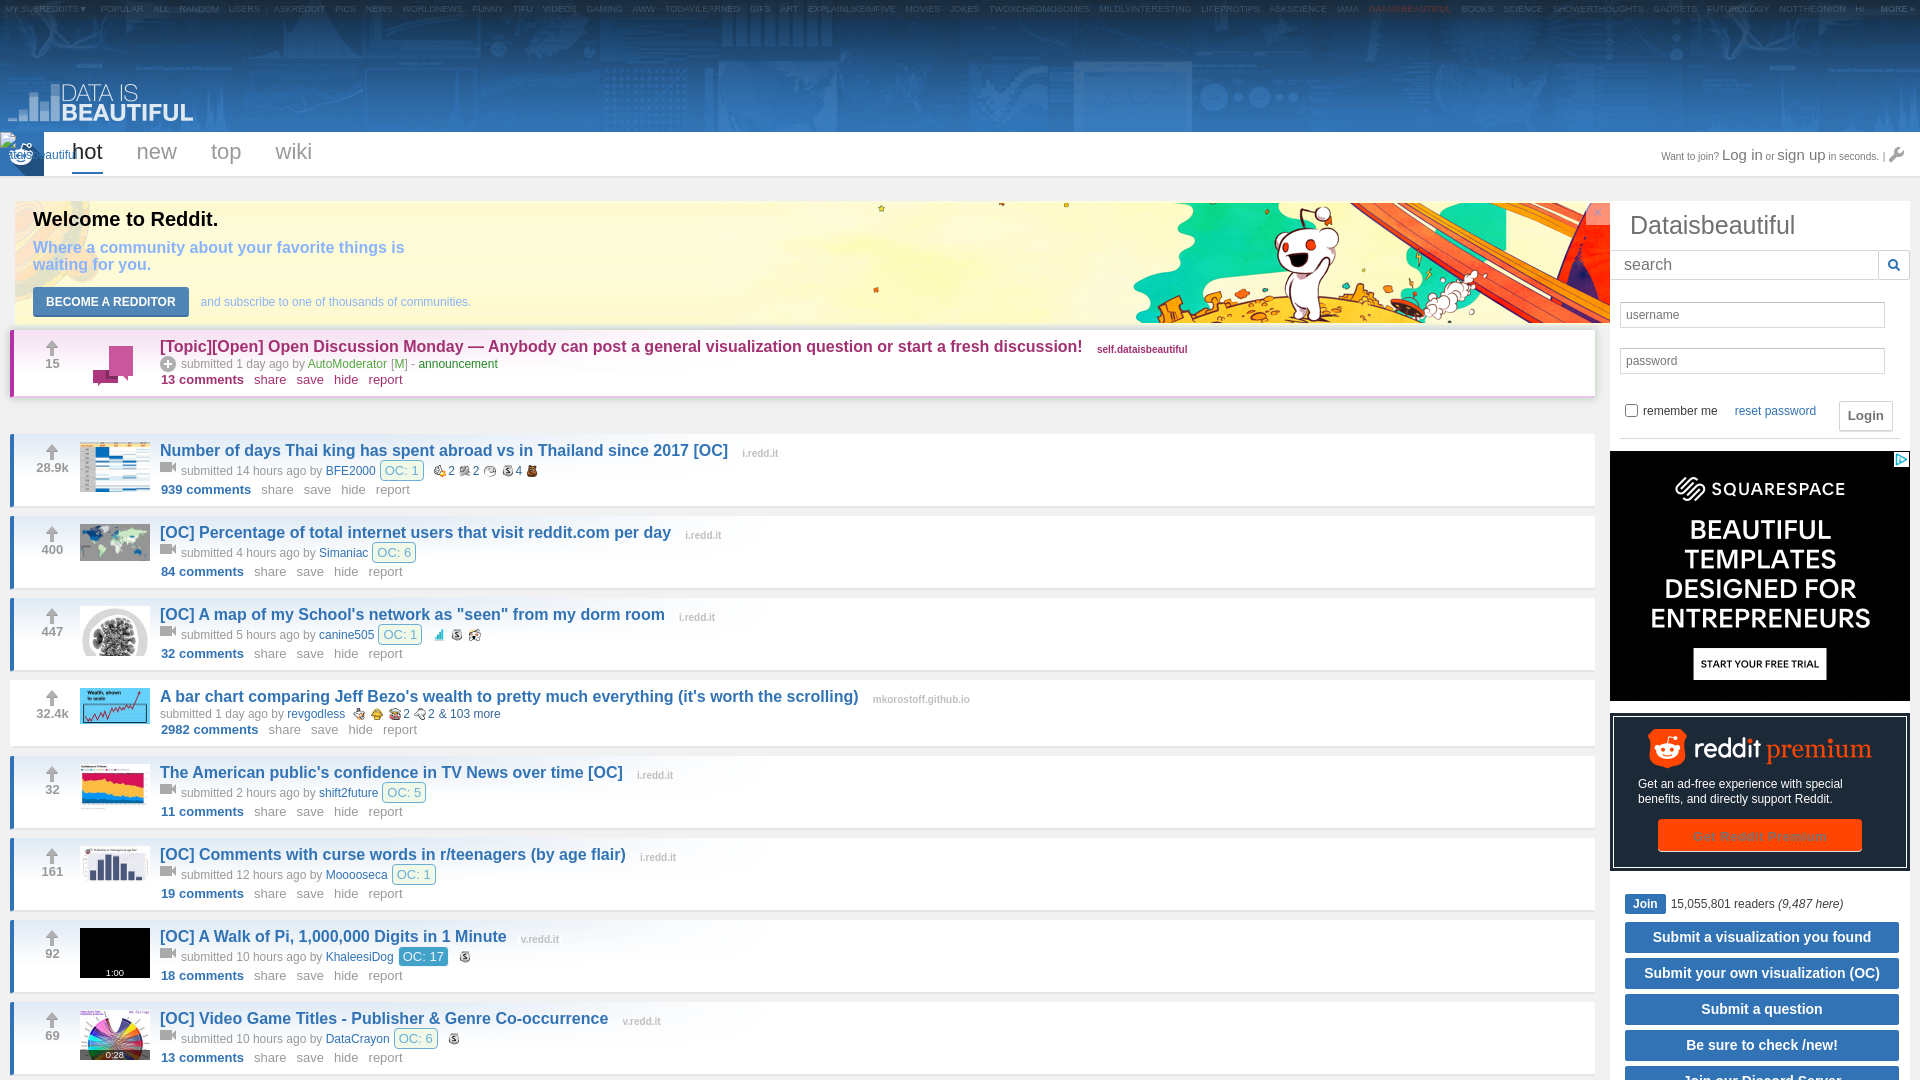 MY SUBREDDITS ▾ POPULAR ALL RANDOM USERS | ASKREDDIT PICS NEWS WORLDNEWS FUNNY TIFU VIDEOS GAMING AWW TODAYILEARNED GIFS ART EXPLAINLIKEIMFIVE MOVIES JOKES TWOXCHROMOSOMES MILDLYINTERESTING LIFEPROTIPS ASKSCIENCE IAMA DATAISBEAUTIFUL BOOKS SCIENCE SHOWERTHOUGHTS GADGETS FUTUROLOGY NOTTHEONION HI MORE »
DATA IS
BEAUTIFUL
hot new top wiki
Want to join? Log in or sign up in seconds. |
Welcome to Reddit.
Where a community about your favorite things is
waiting for you.
BECOME A REDDITOR and subscribe to one of thousands of communities.
×
[Topic][Open] Open Discussion Monday — Anybody can post a general visualization question or start a fresh discussion! self.dataisbeautiful
15
submitted 1 day ago by AutoModerator [M] - announcement
13 comments share save hide report
Number of days Thai king has spent abroad vs in Thailand since 2017 [OC] i.redd.it
28.9k
submitted 14 hours ago by BFE2000 OC: 1 2 2 4
939 comments share save hide report
[OC] Percentage of total internet users that visit reddit.com per day i.redd.it
400
submitted 4 hours ago by Simaniac OC: 6
84 comments share save hide report
[OC] A map of my School's network as "seen" from my dorm room i.redd.it
447
submitted 5 hours ago by canine505 OC: 1
32 comments share save hide report
A bar chart comparing Jeff Bezo's wealth to pretty much everything (it's worth the scrolling) mkorostoff.github.io
Wealth, shown
to scale
32.4k
submitted 1 day ago by revgodless 2 2 & 103 more
2982 comments share save hide report
The American public's confidence in TV News over time [OC] i.redd.it
32
submitted 2 hours ago by shift2future OC: 5
11 comments share save hide report
[OC] Comments with curse words in r/teenagers (by age flair) i.redd.it
161
submitted 12 hours ago by Mooooseca OC: 1
19 comments share save hide report
[OC] A Walk of Pi, 1,000,000 Digits in 1 Minute v.redd.it
92
submitted 10 hours ago by KhaleesiDog OC: 17
1:00
18 comments share save hide report
[OC] Video Game Titles - Publisher & Genre Co-occurrence v.redd.it
69
submitted 10 hours ago by DataCrayon OC: 6
0:28
13 comments share save hide report
Dataisbeautiful
search
username
password
remember me reset password Login
SQUARESPACE
BEAUTIFUL
TEMPLATES
DESIGNED FOR
ENTREPRENEURS
START YOUR FREE TRIAL
reddit premium
Get an ad-free experience with special
benefits, and directly support Reddit.
Get Reddit Premium
Join 15,055,801 readers (9,487 here)
Submit a visualization you found
Submit your own visualization (OC)
Submit a question
Be sure to check /new!
Join our Discord Server